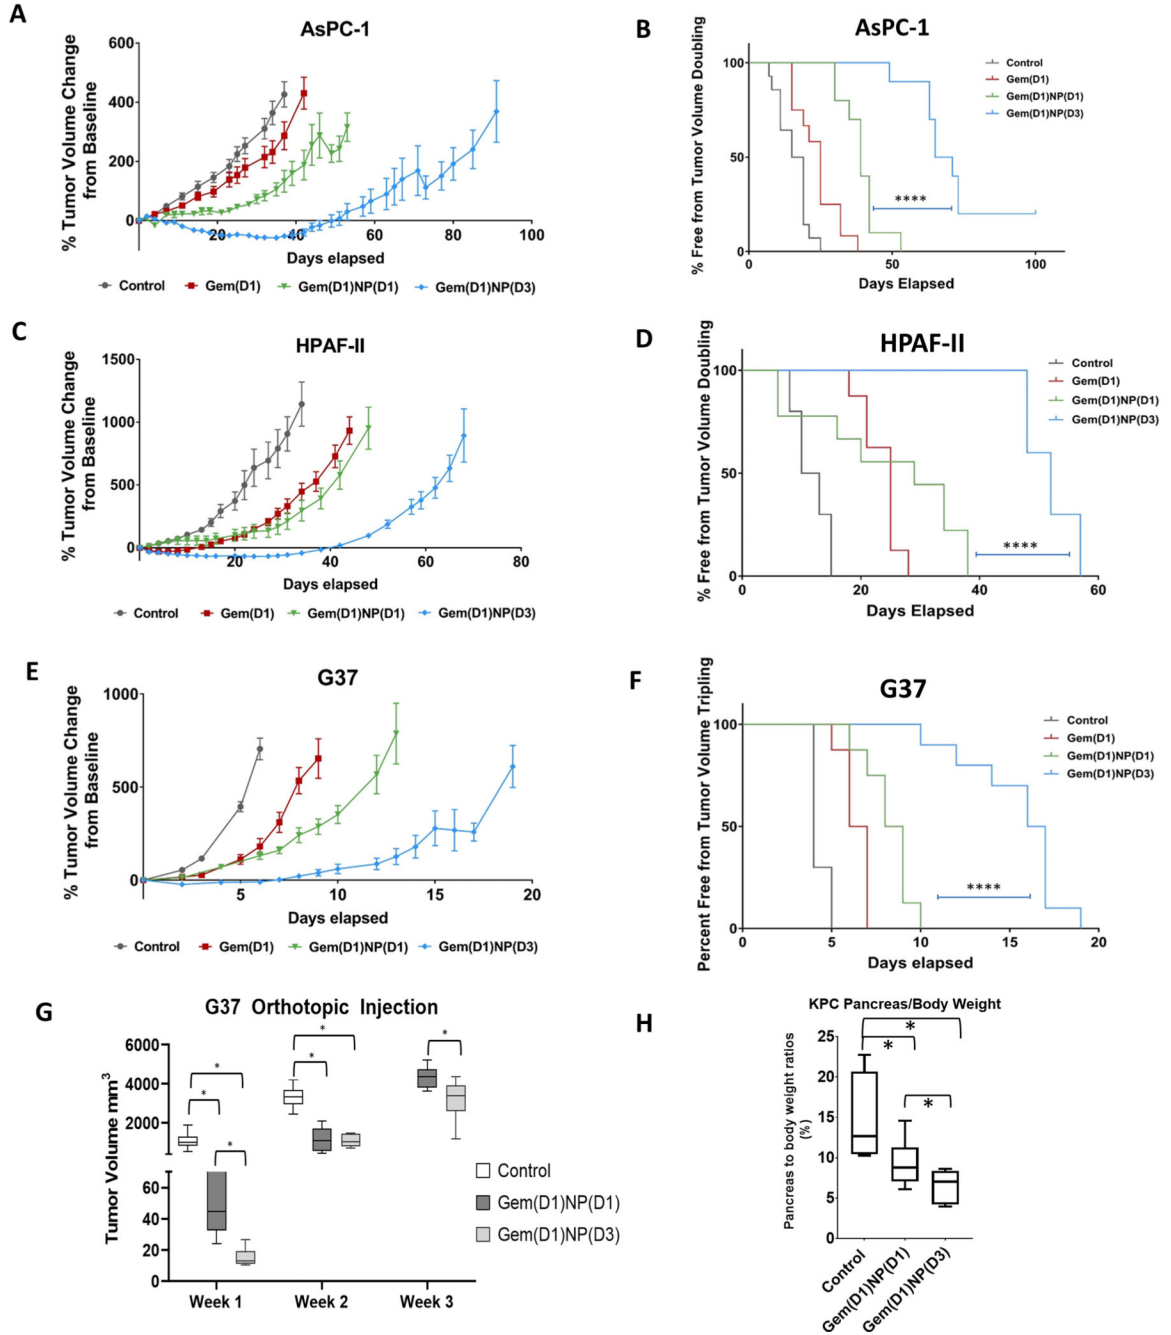 A
AsPC-1
% Tumor Volume Change
from Baseline
600
400
200
0
20
40
60
80
100
Days elapsed
Control
Gem(D1)
Gem(D1)NP(D1)
Gem(D1)NP(D3)
B
AsPC-1
% Free from Tumor Volume Doubling
100
50
0
0
50
100
Days Elapsed
Control
Gem(D1)
Gem(D1)NP(D1)
Gem(D1)NP(D3)
****
C
HPAF-II
% Tumor Volume Change
from Baseline
1500
1000
500
0
20
40
60
80
Days elapsed
Control
Gem(D1)
Gem(D1)NP(D1)
Gem(D1)NP(D3)
D
HPAF-II
% Free from Tumor Volume Doubling
100
50
0
0
20
40
60
Days Elapsed
Control
Gem(D1)
Gem(D1)NP(D1)
Gem(D1)NP(D3)
****
E
G37
% Tumor Volume Change
from Baseline
1000
500
0
5
10
15
20
Days elapsed
Control
Gem(D1)
Gem(D1)NP(D1)
Gem(D1)NP(D3)
F
G37
Percent Free from Tumor Volume Tripling
100
50
0
0
5
10
15
20
Days elapsed
Control
Gem(D1)
Gem(D1)NP(D1)
Gem(D1)NP(D3)
****
G
G37 Orthotopic Injection
Tumor Volume mm3
6000
4000
2000
60
40
20
0
*
*
*
*
*
*
Week 1
Week 2
Week 3
Control
Gem(D1)NP(D1)
Gem(D1)NP(D3)
H
KPC Pancreas/Body Weight
Pancreas to body weight ratios
(%)
25
20
15
10
5
0
*
*
*
Control
Gem(D1)NP(D1)
Gem(D1)NP(D3)